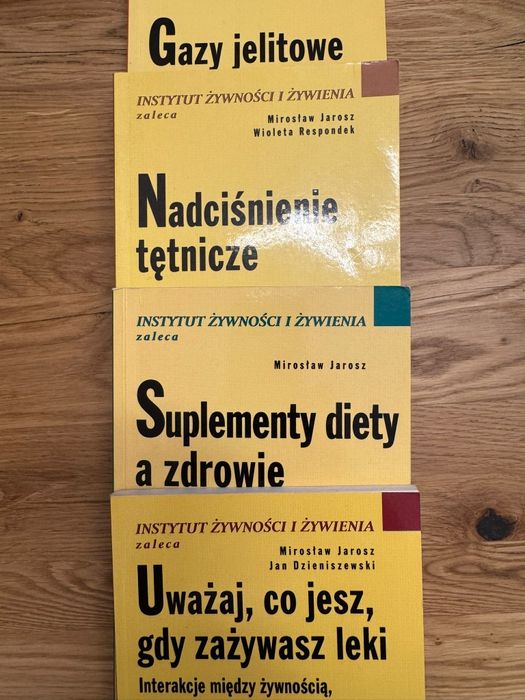 Gazy jelitowe
INSTYTUT ŻYWNOŚCI I ŻYWIENIA
zaleca
Mirosław Jarosz
Wioleta Respondek
Nadciśnienie
tętnicze
INSTYTUT ŻYWNOŚCI I ŻYWIENIA
zaleca
Mirosław Jarosz
Suplementy diety
a zdrowie
INSTYTUT ŻYWNOŚCI I ŻYWIENIA
zaleca
Mirosław Jarosz
Jan Dzieniszewski
Uważaj, co jesz,
gdy zażywasz leki
Interakcje między żywnością,